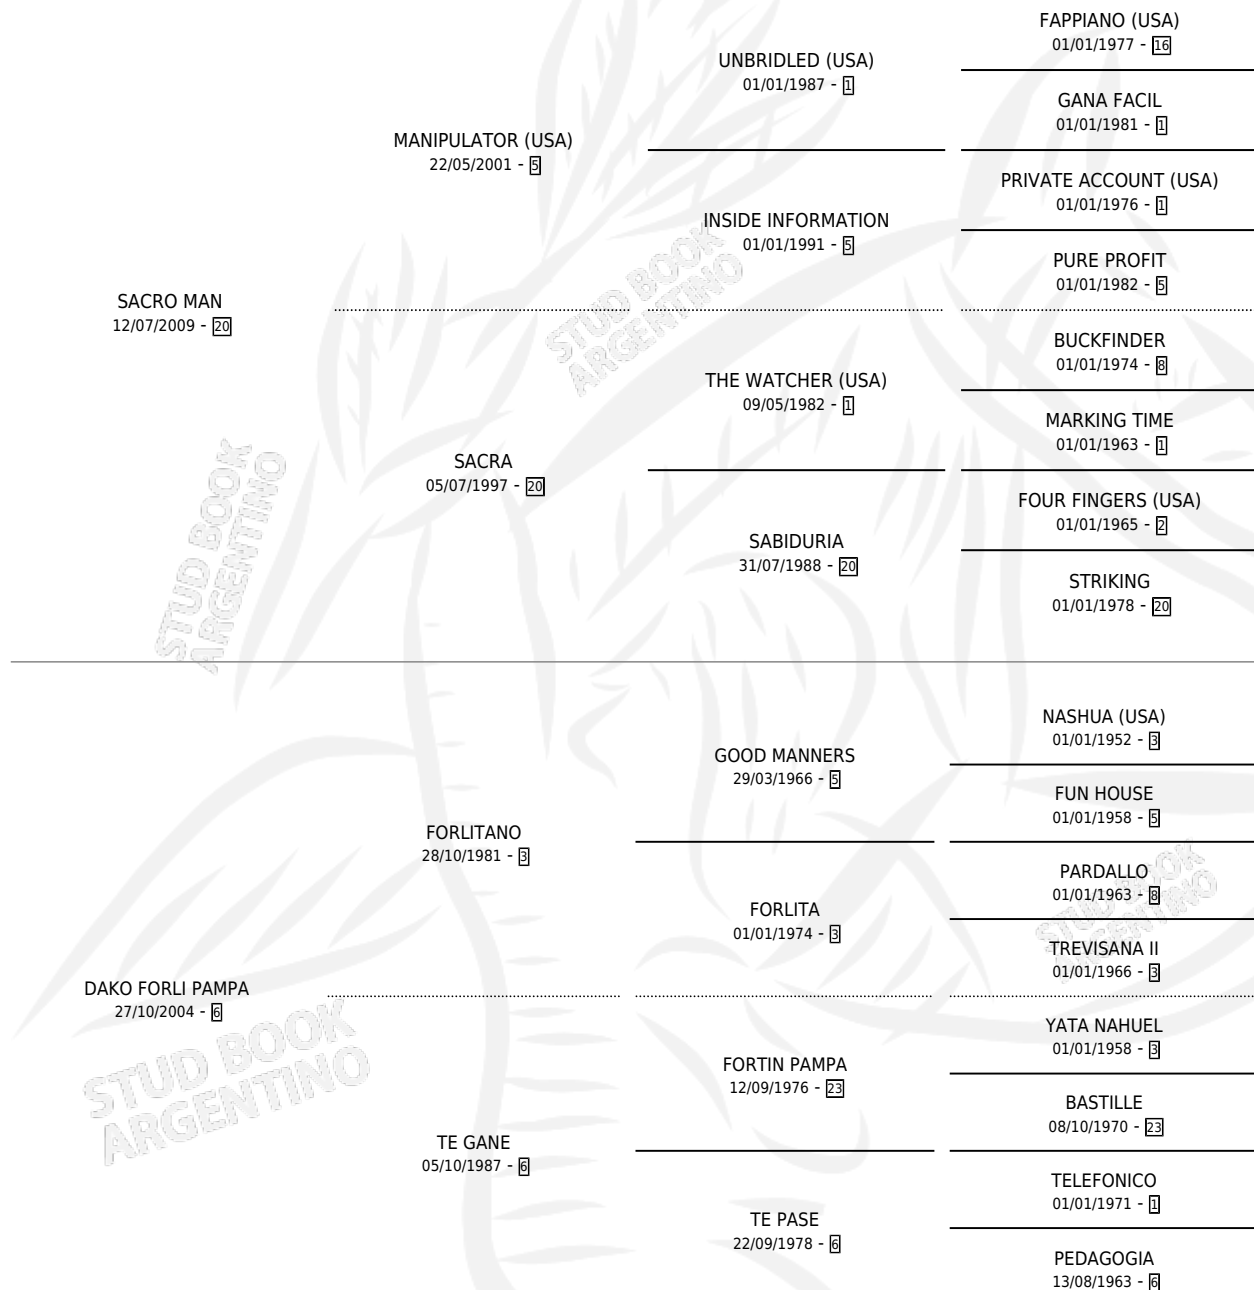 FAPPIANO (USA)
01/01/1977 - 16
UNBRIDLED (USA)
01/01/1987 - 1
GANA FACIL
01/01/1981 - 1
MANIPULATOR (USA)
22/05/2001 - 5
PRIVATE ACCOUNT (USA)
01/01/1976 - 1
INSIDE INFORMATION
01/01/1991 - 5
PURE PROFIT
01/01/1982 - 5
SACRO MAN
12/07/2009 - 20
BUCKFINDER
01/01/1974 - 8
THE WATCHER (USA)
09/05/1982 - 1
MARKING TIME
01/01/1963 - 1
SACRA
05/07/1997 - 20
FOUR FINGERS (USA)
01/01/1965 - 2
SABIDURIA
31/07/1988 - 20
STRIKING
01/01/1978 - 20
NASHUA (USA)
01/01/1952 - 3
GOOD MANNERS
29/03/1966 - 5
FUN HOUSE
01/01/1958 - 5
FORLITANO
28/10/1981 - 3
PARDALLO
01/01/1963 - 8
FORLITA
01/01/1974 - 3
TREVISANA II
01/01/1966 - 3
DAKO FORLI PAMPA
27/10/2004 - 6
YATA NAHUEL
01/01/1958 - 3
FORTIN PAMPA
12/09/1976 - 23
BASTILLE
08/10/1970 - 23
TE GANE
05/10/1987 - 6
TELEFONICO
01/01/1971 - 1
TE PASE
22/09/1978 - 6
PEDAGOGIA
13/08/1963 - 6
STUD BOOK
ARGENTINO
STUD BOOK
ARGENTINO
STUD BOOK
ARGENTINO
STUD BOOK
ARGENTINO